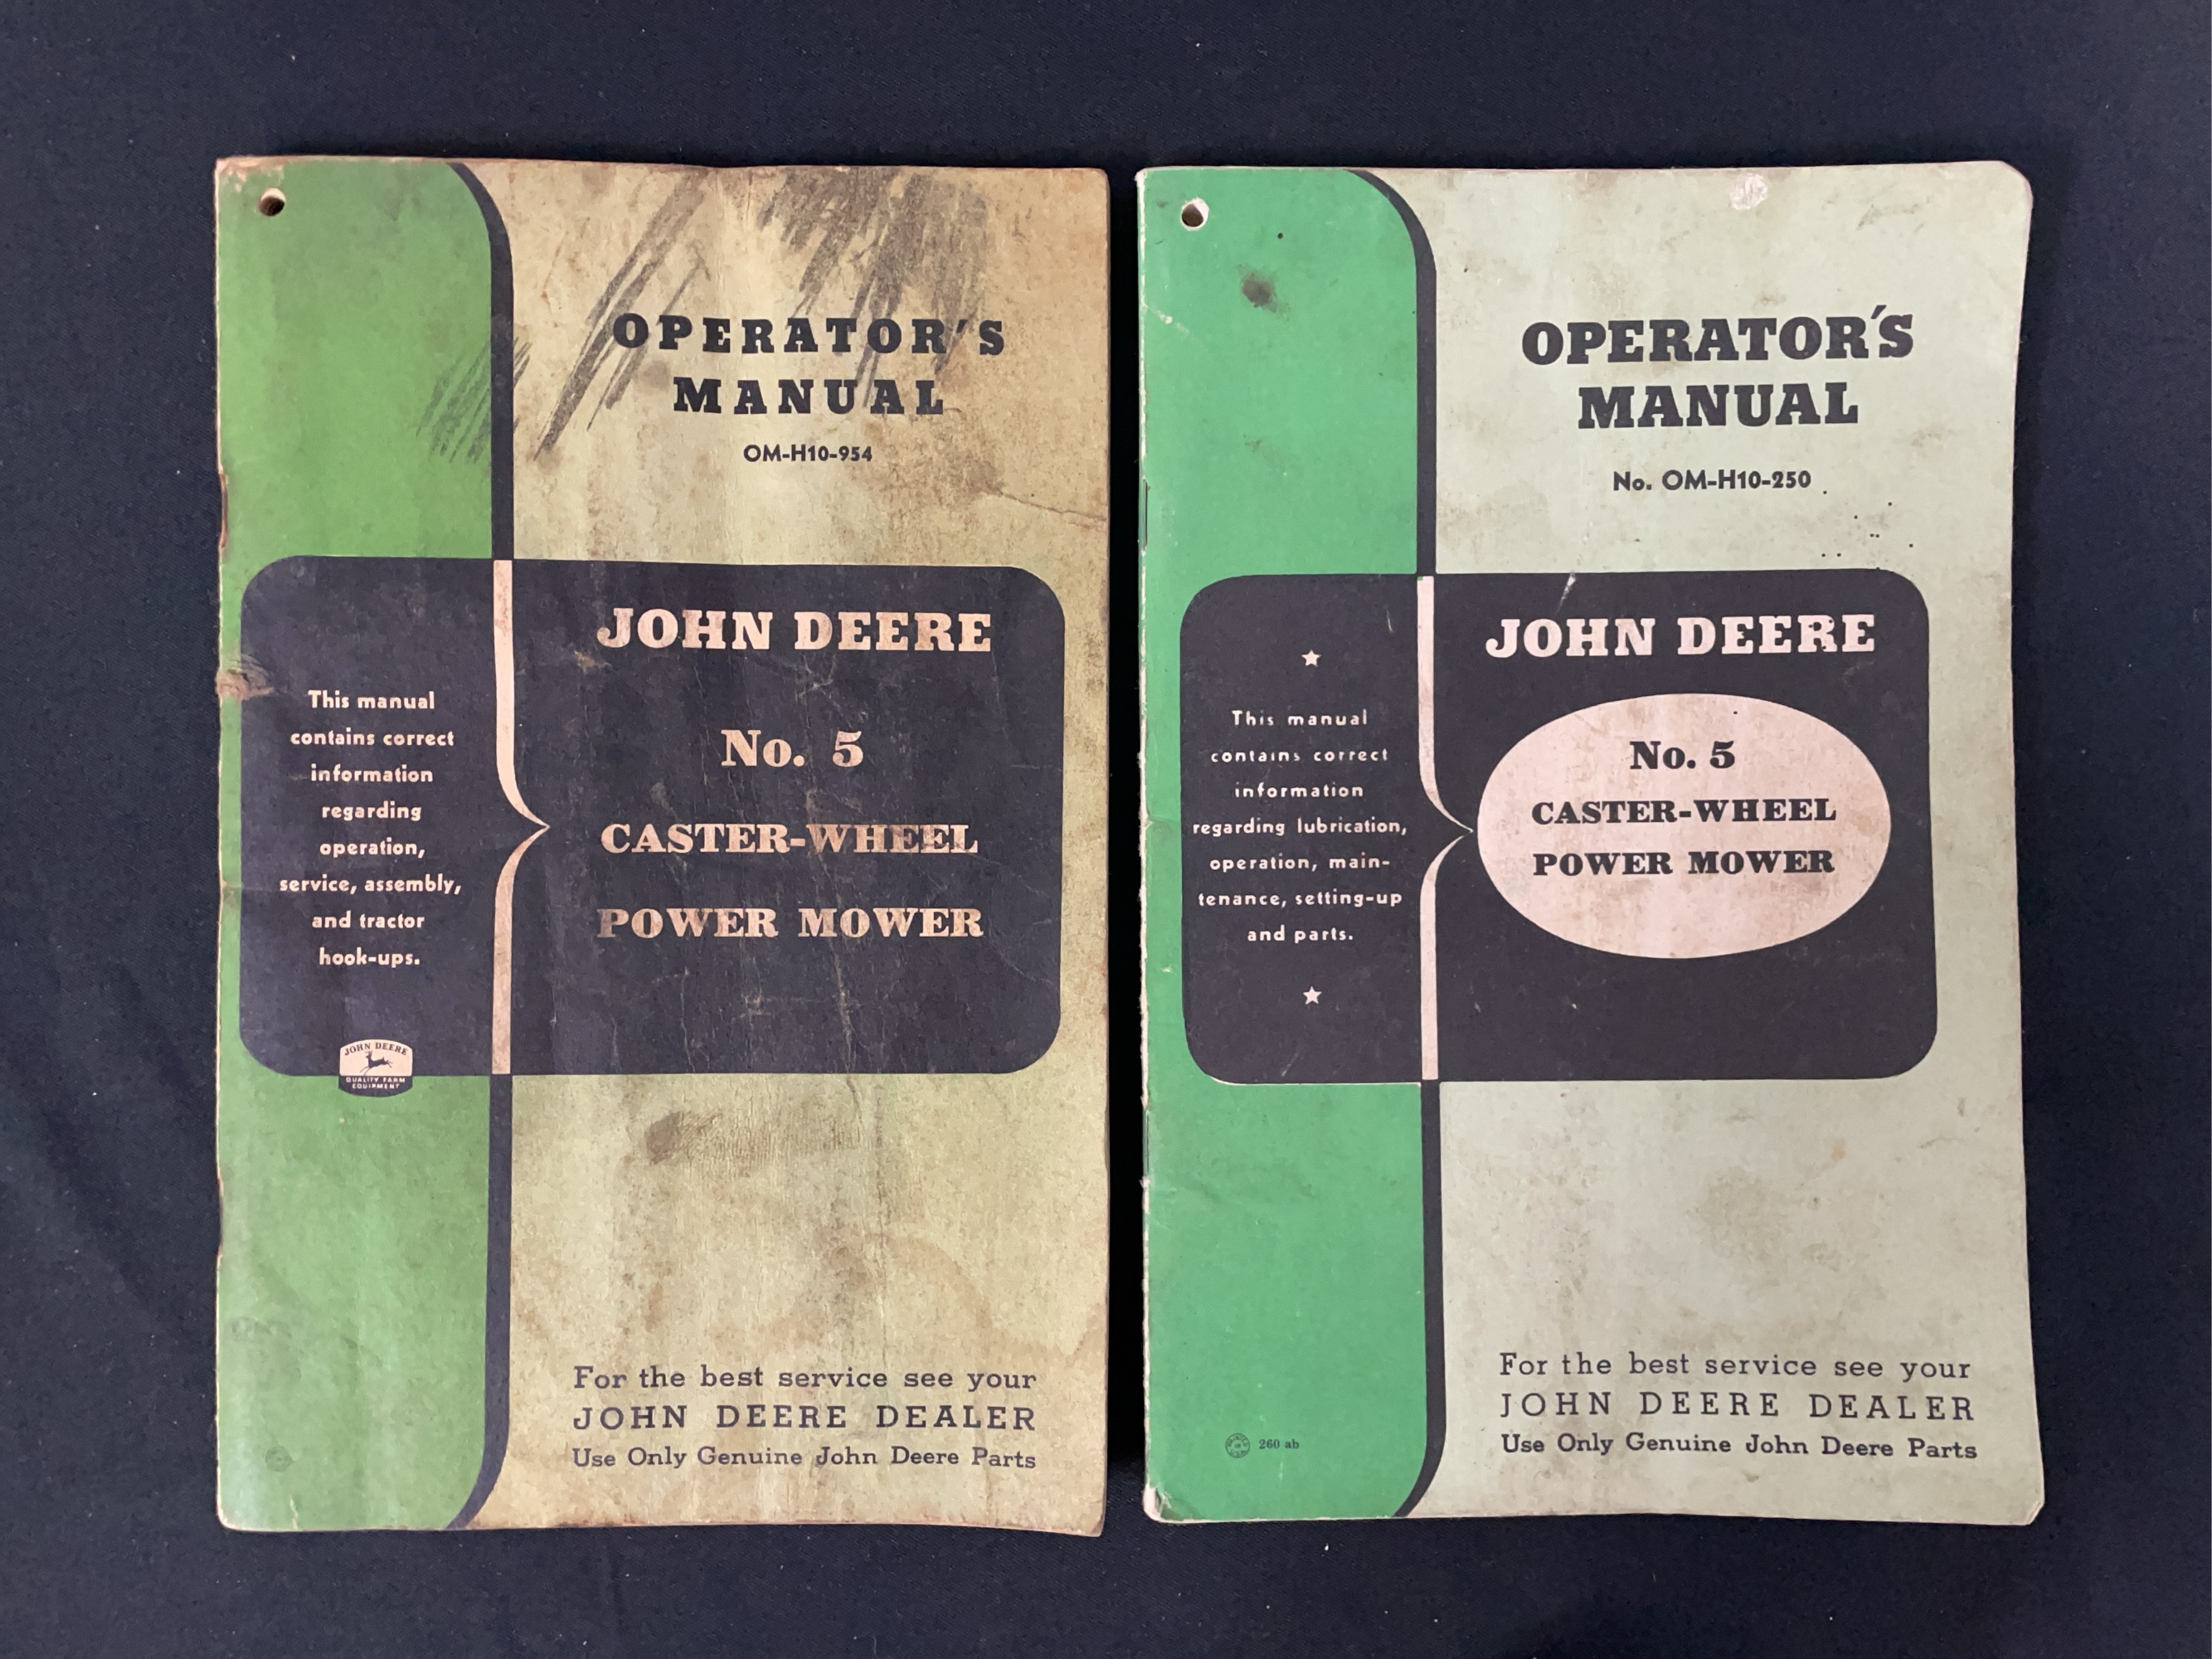 OPERATOR'S
MANUAL
OM-H10-954
JOHN DEERE
No. 5
CASTER-WHEEL
POWER MOWER
This manual
contains correct
information
regarding
operation,
service, assembly,
and tractor
hook-ups.
JOHN DEERE
QUALITY FARM
EQUIPMENT
For the best service see your
JOHN DEERE DEALER
Use Only Genuine John Deere Parts
OPERATOR'S
MANUAL
No. OM-H10-250
JOHN DEERE
No. 5
CASTER-WHEEL
POWER MOWER
This manual
contains correct
information
regarding lubrication,
operation, main-
tenance, setting-up
and parts.
260 ab
For the best service see your
JOHN DEERE DEALER
Use Only Genuine John Deere Parts